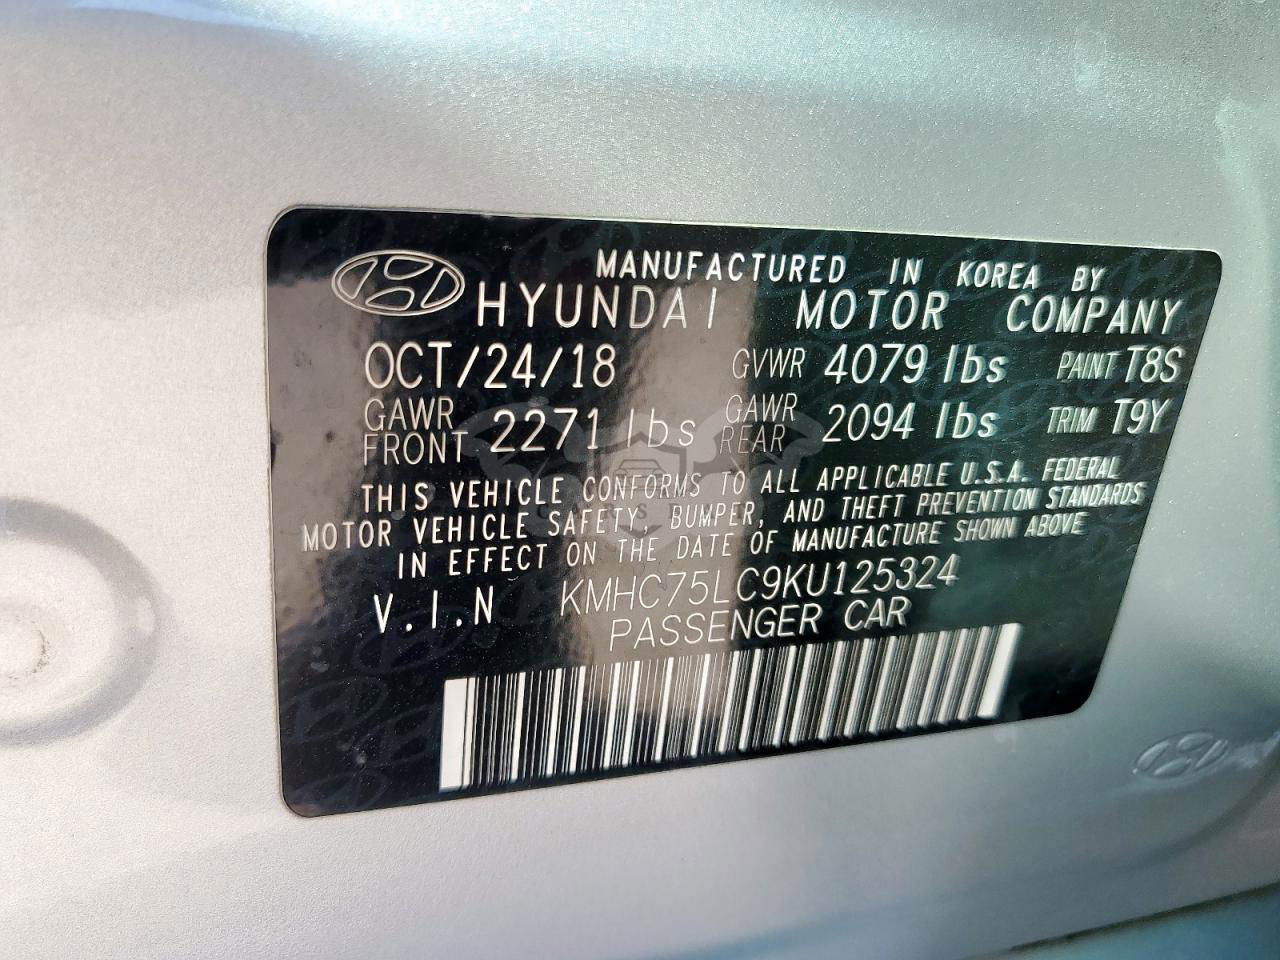 MANUFACTURED IN KOREA BY
HYUNDAI MOTOR COMPANY
OCT/24/18 GVWR 4079 lbs PAINT T8S
GAWR FRONT 2271 lbs GAWR REAR 2094 lbs TRIM T9Y
THIS VEHICLE CONFORMS TO ALL APPLICABLE U.S.A. FEDERAL
MOTOR VEHICLE SAFETY, BUMPER, AND THEFT PREVENTION STANDARDS
IN EFFECT ON THE DATE OF MANUFACTURE SHOWN ABOVE
V.I.N KMHC75LC9KU125324
PASSENGER CAR